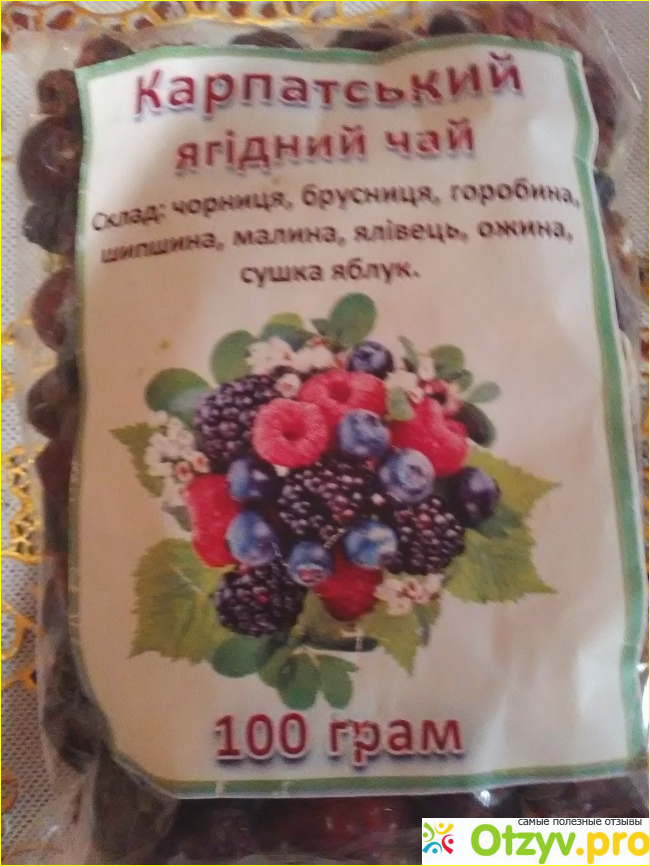 Карпатський
ягідний чай
Склад: чорниця, брусниця, горобина,
шипшина, малина, ялівець, ожина,
сушка яблук.
100 грам
самые полезные отзывы
Otzyv.pro